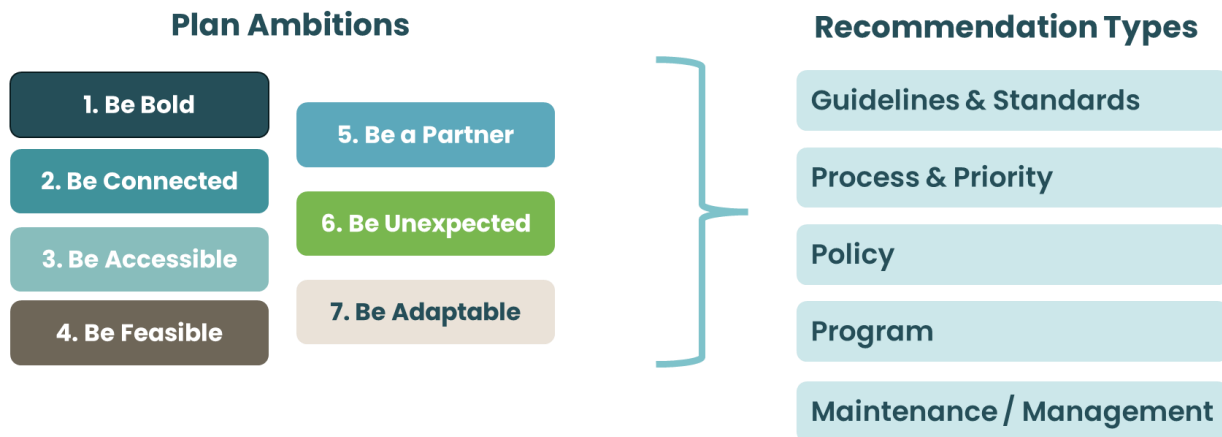 Plan Ambitions
1. Be Bold
2. Be Connected
3. Be Accessible
4. Be Feasible
5. Be a Partner
6. Be Unexpected
7. Be Adaptable
Recommendation Types
Guidelines & Standards
Process & Priority
Policy
Program
Maintenance / Management